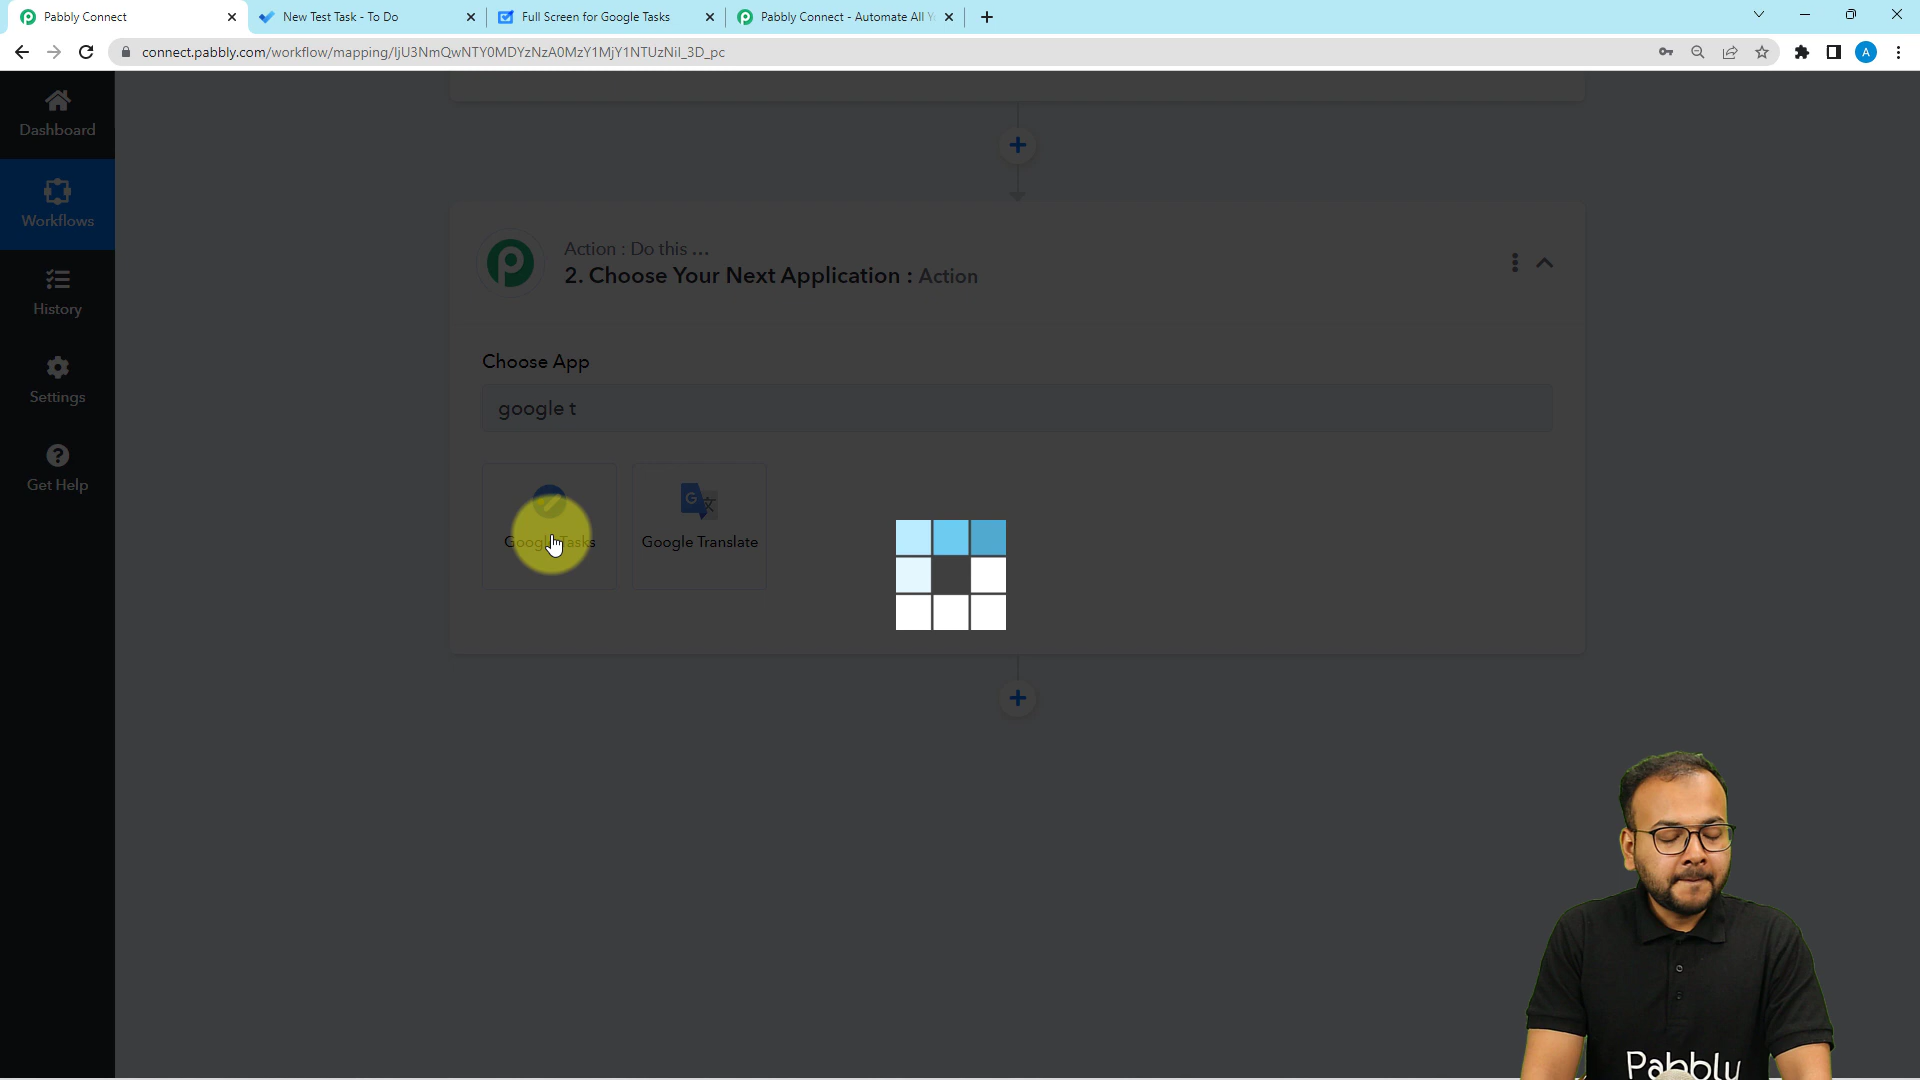 Pabbly Connect
New Test Task - To Do
Full Screen for Google Tasks
Pabbly Connect - Automate All Y
connect.pabbly.com/workflow/mapping/IjU3NmQwNTY0MDYzNzA0MzY1MjY1NTUzNiI_3D_pc
A
Dashboard
Workflows
History
Settings
Get Help
Action : Do this ...
2. Choose Your Next Application : Action
Choose App
google t
Google Tasks
Google Translate
Pabbly